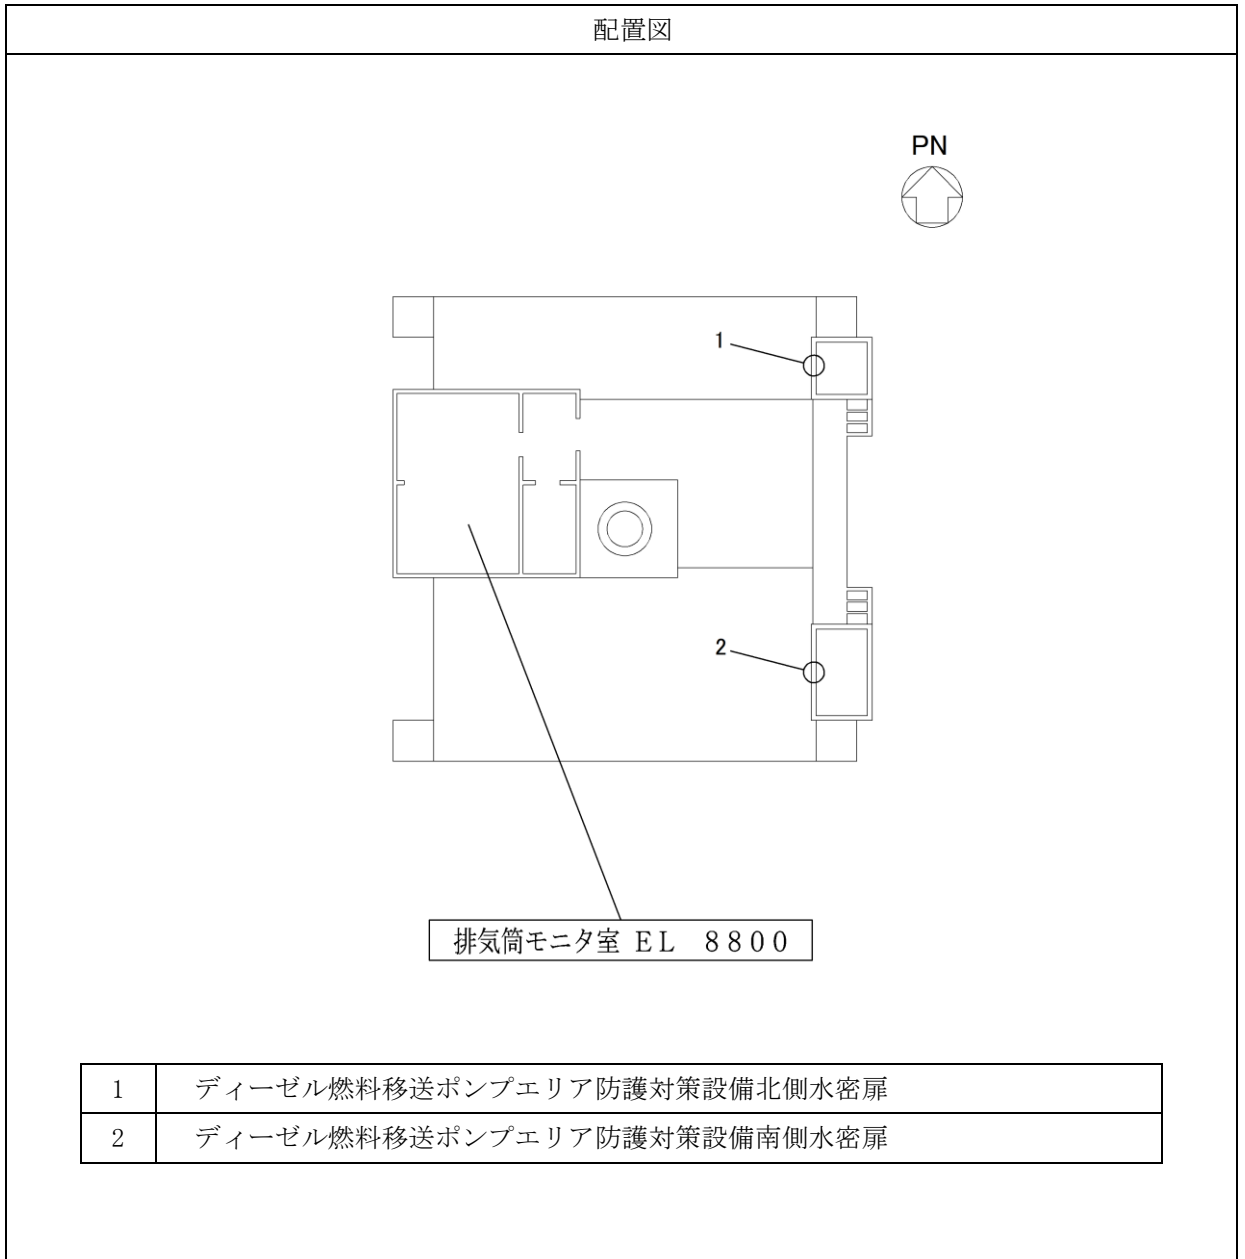 配置図
PN
1
2
排気筒モニタ室 EL 8800
1 ディーゼル燃料移送ポンプエリア防護対策設備北側水密扉
2 ディーゼル燃料移送ポンプエリア防護対策設備南側水密扉